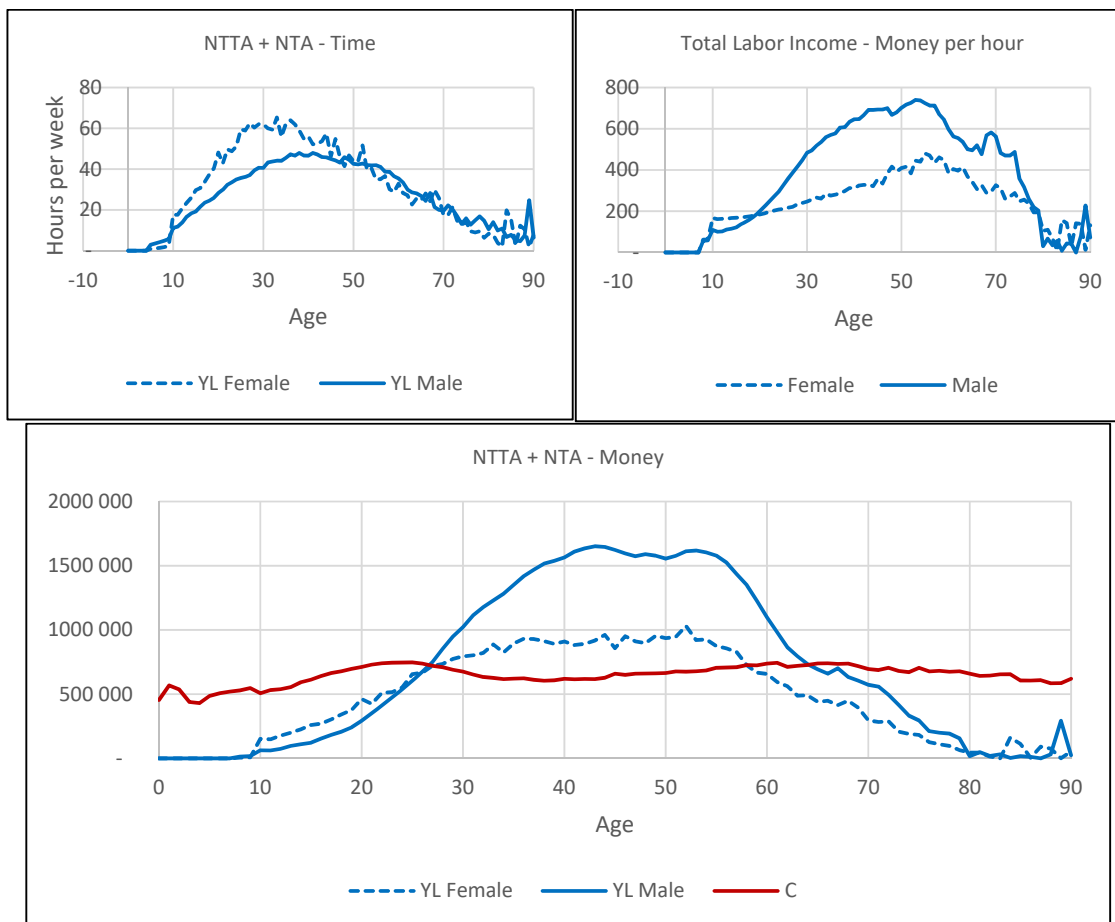 NTTA + NTA - Time
Hours per week
80
60
40
20
-
-10 10 30 50 70 90
Age
YL Female YL Male
Total Labor Income - Money per hour
800
600
400
200
-
-10 10 30 50 70 90
Age
Female Male
NTTA + NTA - Money
2000 000
1500 000
1000 000
500 000
-
0 10 20 30 40 50 60 70 80 90
Age
YL Female YL Male C